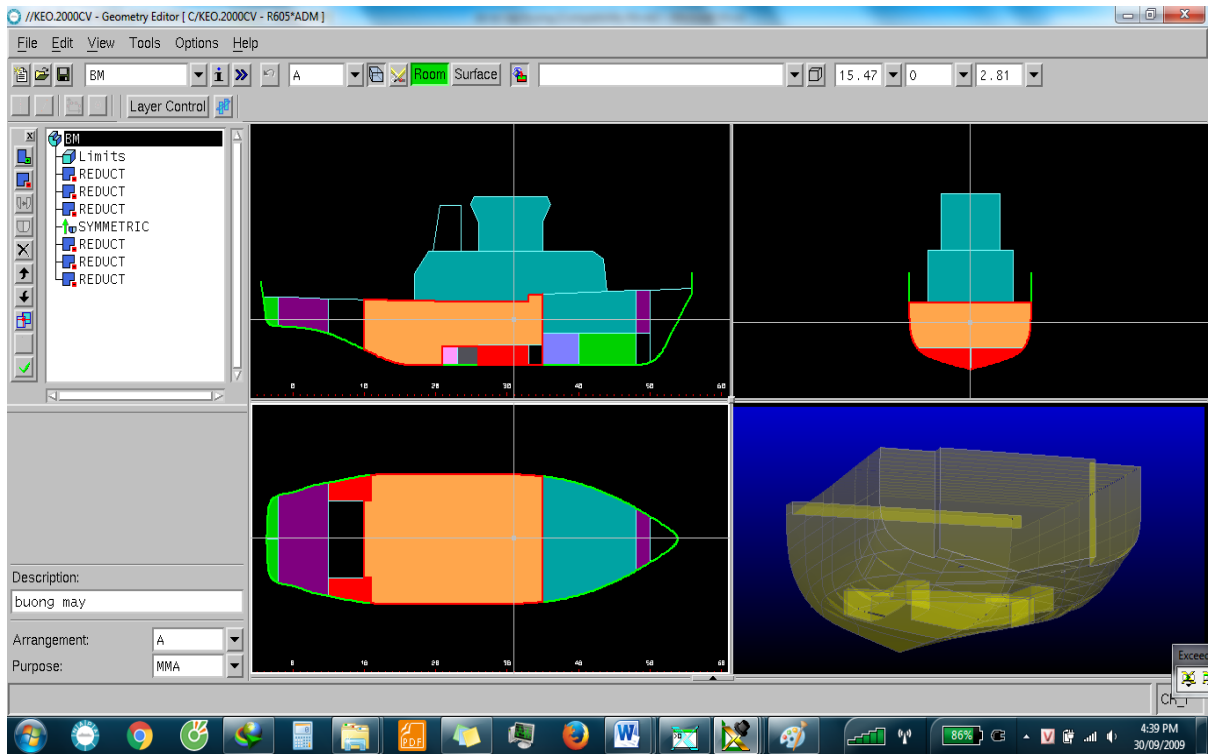 //KEO.2000CV - Geometry Editor [ C/KEO.2000CV - R605*ADM ]
File Edit View Tools Options Help
BM A Room Surface 15.47 0 2.81
Layer Control
BM
Limits
REDUCT
REDUCT
REDUCT
SYMMETRIC
REDUCT
REDUCT
REDUCT
0 10 20 30 40 50 60
0 10 20 30 40 50 60
Description:
buong may
Arrangement: A
Purpose: MMA
Exceed
PDF W 86% V 4:39 PM
30/09/2009